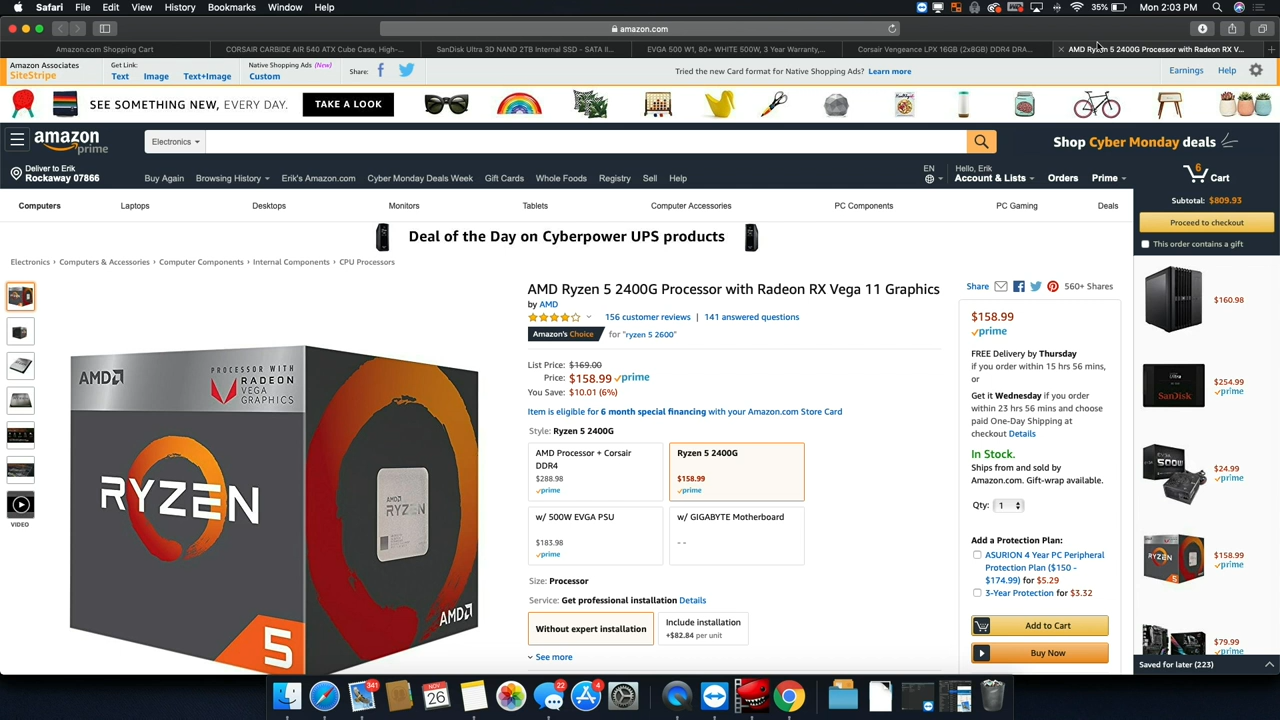 Safari File Edit View History Bookmarks Window Help
35% Mon 2:03 PM
amazon.com
Amazon.com Shopping Cart
CORSAIR CARBIDE AIR 540 ATX Cube Case, High-...
SanDisk Ultra 3D NAND 2TB Internal SSD - SATA II...
EVGA 500 W1, 80+ WHITE 500W, 3 Year Warranty,...
Corsair Vengeance LPX 16GB (2x8GB) DDR4 DRA...
AMD Ryzen 5 2400G Processor with Radeon RX V...
Amazon Associates
SiteStripe
Get Link:
Text Image Text+Image
Native Shopping Ads (New)
Custom
Share:
Tried the new Card format for Native Shopping Ads? Learn more
Earnings Help
SEE SOMETHING NEW, EVERY DAY.
TAKE A LOOK
amazon
prime
Electronics
Shop Cyber Monday deals
Deliver to Erik
Rockaway 07866
Buy Again Browsing History Erik's Amazon.com Cyber Monday Deals Week Gift Cards Whole Foods Registry Sell Help
EN
Hello, Erik
Account & Lists
Orders
Prime
6
Cart
Computers Laptops Desktops Monitors Tablets Computer Accessories PC Components PC Gaming Deals
Subtotal: $809.93
Proceed to checkout
This order contains a gift
Deal of the Day on Cyberpower UPS products
Electronics › Computers & Accessories › Computer Components › Internal Components › CPU Processors
VIDEO
AMD
PROCESSOR WITH
RADEON
VEGA
GRAPHICS
RYZEN
5
AMD
RYZEN
AMD
AMD Ryzen 5 2400G Processor with Radeon RX Vega 11 Graphics
by AMD
156 customer reviews | 141 answered questions
Amazon's Choice for "ryzen 5 2600"
List Price: $169.00
Price: $158.99 prime
You Save: $10.01 (6%)
Item is eligible for 6 month special financing with your Amazon.com Store Card
Style: Ryzen 5 2400G
AMD Processor + Corsair
DDR4
$288.98
prime
Ryzen 5 2400G
$158.99
prime
w/ 500W EVGA PSU
$183.98
prime
w/ GIGABYTE Motherboard
- -
Size: Processor
Service: Get professional installation Details
Without expert installation
Include installation
+$82.84 per unit
See more
Share 560+ Shares
$158.99
prime
FREE Delivery by Thursday
if you order within 15 hrs 56 mins,
or
Get it Wednesday if you order
within 23 hrs 56 mins and choose
paid One-Day Shipping at
checkout Details
In Stock.
Ships from and sold by
Amazon.com. Gift-wrap available.
Qty: 1
Add a Protection Plan:
ASURION 4 Year PC Peripheral
Protection Plan ($150 -
$174.99) for $5.29
3-Year Protection for $3.32
Add to Cart
Buy Now
$160.98
SanDisk
$254.99
prime
500W
$24.99
prime
RYZEN
$158.99
prime
$79.99
prime
Saved for later (223)
341
NOV
26
22
4